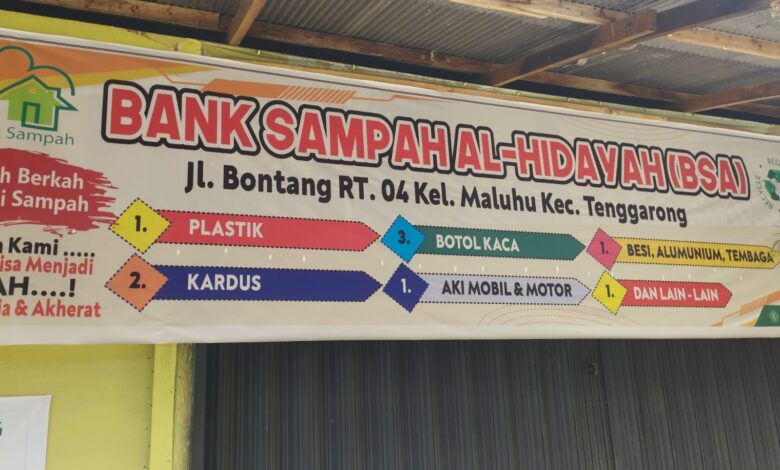 Sampah
BANK SAMPAH AL-HIDAYAH (BSA)
Jl. Bontang RT. 04 Kel. Maluhu Kec. Tenggarong
h Berkah
i Sampah
Kami .....
isa Menjadi
AH....!
ia & Akherat
1. PLASTIK
2. KARDUS
3. BOTOL KACA
1. AKI MOBIL & MOTOR
1. BESI, ALUMUNIUM, TEMBAGA
1. DAN LAIN - LAIN